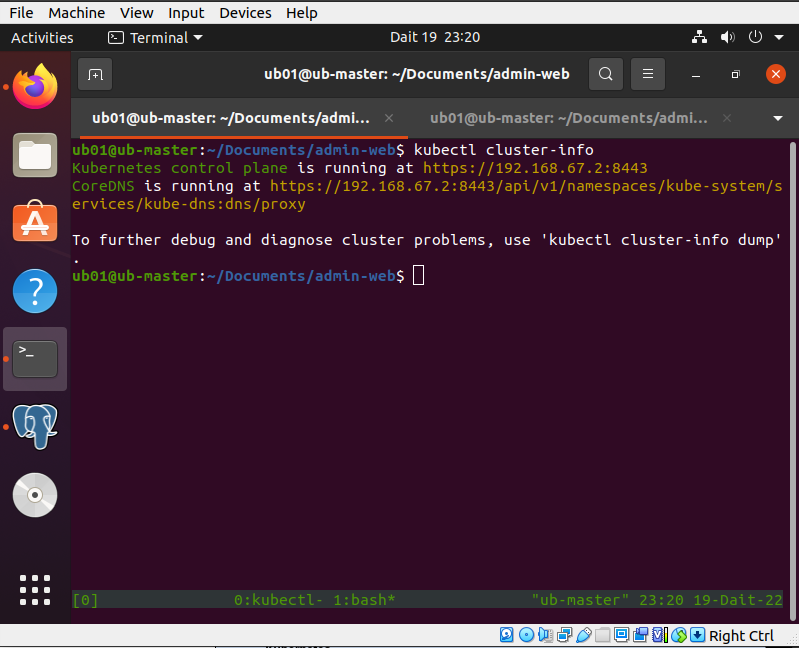 File Machine View Input Devices Help
Activities Terminal Dait 19 23:20
ub01@ub-master: ~/Documents/admin-web
ub01@ub-master: ~/Documents/admi... ub01@ub-master: ~/Documents/admi...
ub01@ub-master:~/Documents/admin-web$ kubectl cluster-info
Kubernetes control plane is running at https://192.168.67.2:8443
CoreDNS is running at https://192.168.67.2:8443/api/v1/namespaces/kube-system/s
ervices/kube-dns:dns/proxy
To further debug and diagnose cluster problems, use 'kubectl cluster-info dump'
.
ub01@ub-master:~/Documents/admin-web$
[0] 0:kubectl- 1:bash* "ub-master" 23:20 19-Dait-22
Right Ctrl